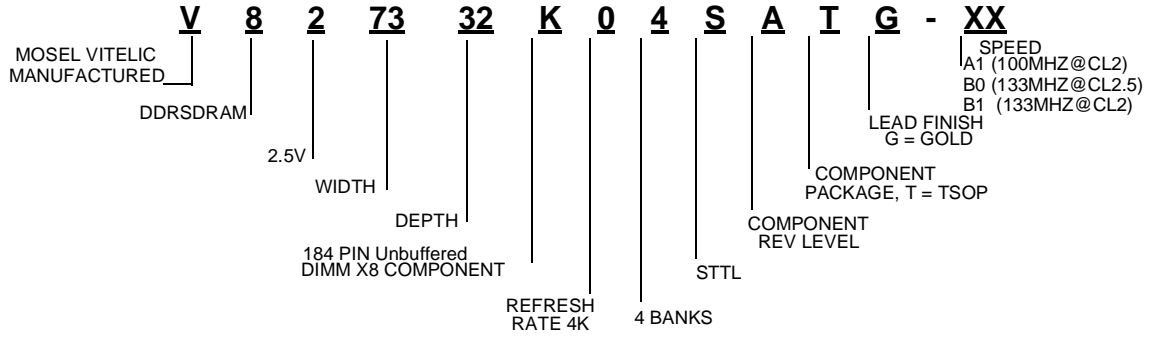 V 8 2 73 32 K 0 4 S A T G - XX
MOSEL VITELIC
MANUFACTURED
DDRSDRAM
2.5V
WIDTH
DEPTH
184 PIN Unbuffered
DIMM X8 COMPONENT
REFRESH
RATE 4K
4 BANKS
STTL
COMPONENT
REV LEVEL
COMPONENT
PACKAGE, T = TSOP
LEAD FINISH
G = GOLD
SPEED
A1 (100MHZ@CL2)
B0 (133MHZ@CL2.5)
B1 (133MHZ@CL2)